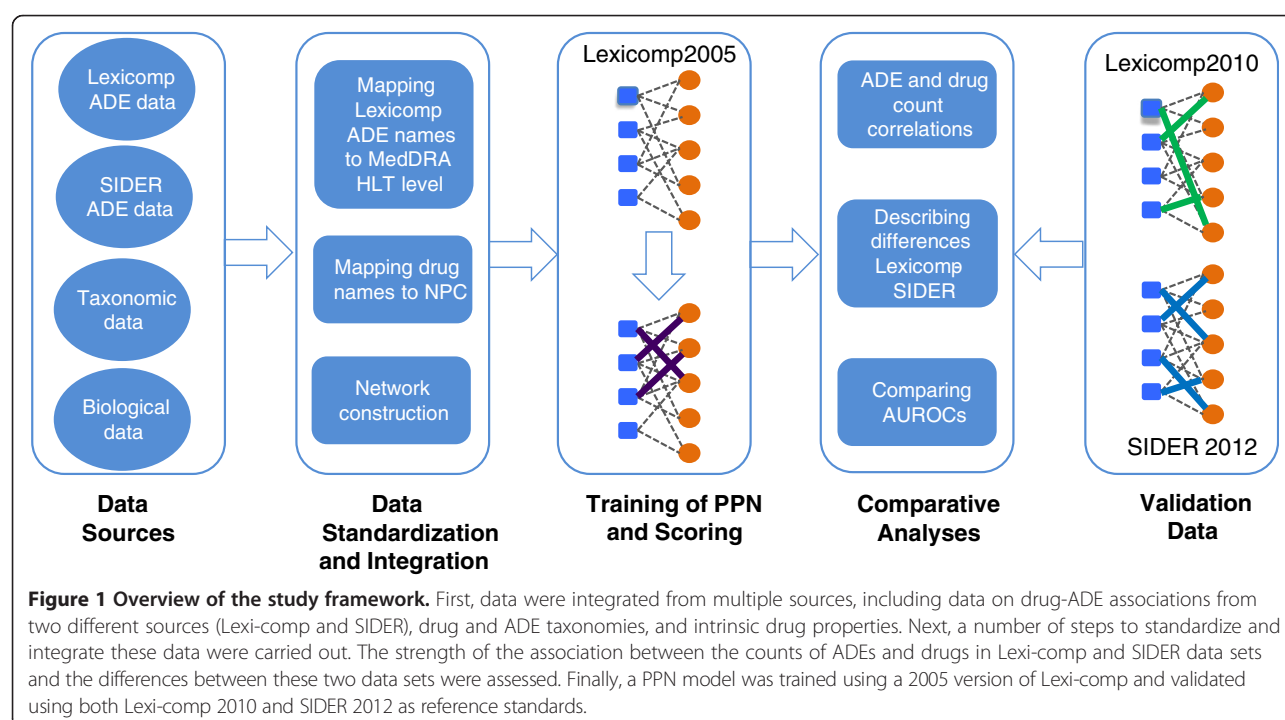 Lexicomp
ADE data
SIDER
ADE data
Taxonomic
data
Biological
data
Data
Sources
Mapping
Lexicomp
ADE names
to MedDRA
HLT level
Mapping drug
names to NPC
Network
construction
Data
Standardization
and Integration
Lexicomp2005
Training of PPN
and Scoring
ADE and drug
count
correlations
Describing
differences
Lexicomp-
SIDER
Comparing
AUROCs
Comparative
Analyses
Lexicomp2010
SIDER 2012
Validation
Data
Figure 1 Overview of the study framework. First, data were integrated from multiple sources, including data on drug-ADE associations from
two different sources (Lexi-comp and SIDER), drug and ADE taxonomies, and intrinsic drug properties. Next, a number of steps to standardize and
integrate these data were carried out. The strength of the association between the counts of ADEs and drugs in Lexi-comp and SIDER data sets
and the differences between these two data sets were assessed. Finally, a PPN model was trained using a 2005 version of Lexi-comp and validated
using both Lexi-comp 2010 and SIDER 2012 as reference standards.